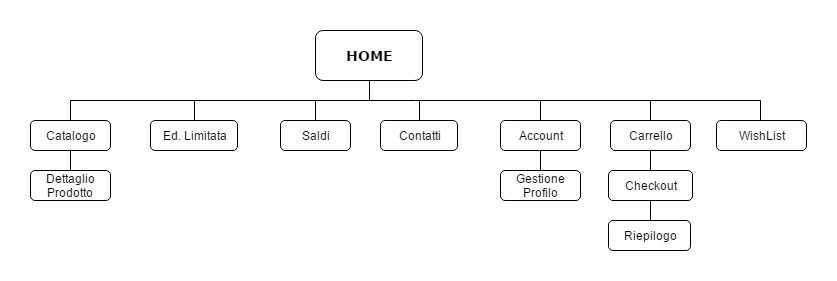 HOME
Catalogo
Ed. Limitata
Saldi
Contatti
Account
Carrello
WishList
Dettaglio
Prodotto
Gestione
Profilo
Checkout
Riepilogo